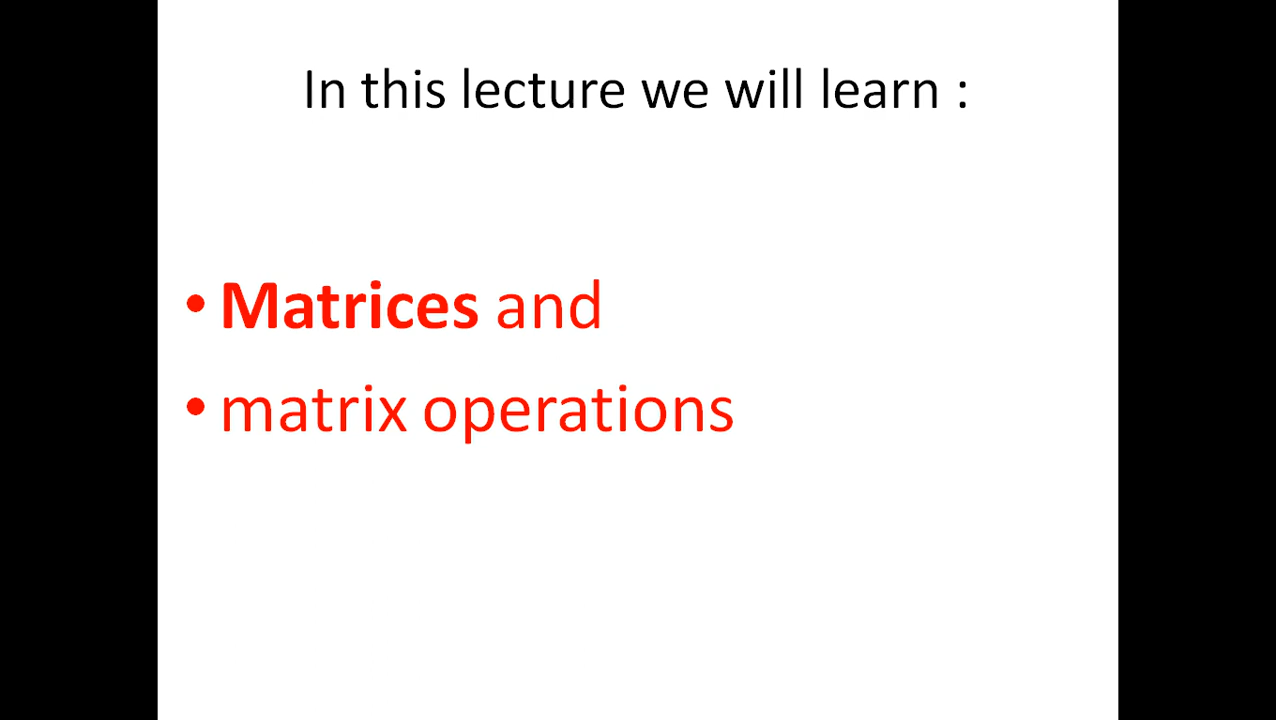 In this lecture we will learn :
• Matrices and
• matrix operations